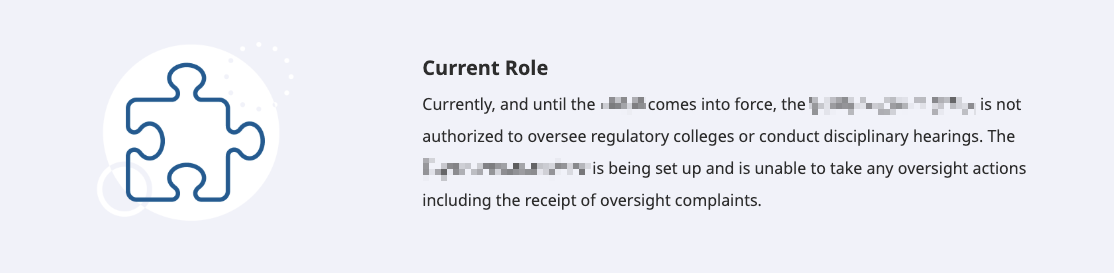 Current Role
Currently, and until the comes into force, the is not
authorized to oversee regulatory colleges or conduct disciplinary hearings. The
is being set up and is unable to take any oversight actions
including the receipt of oversight complaints.